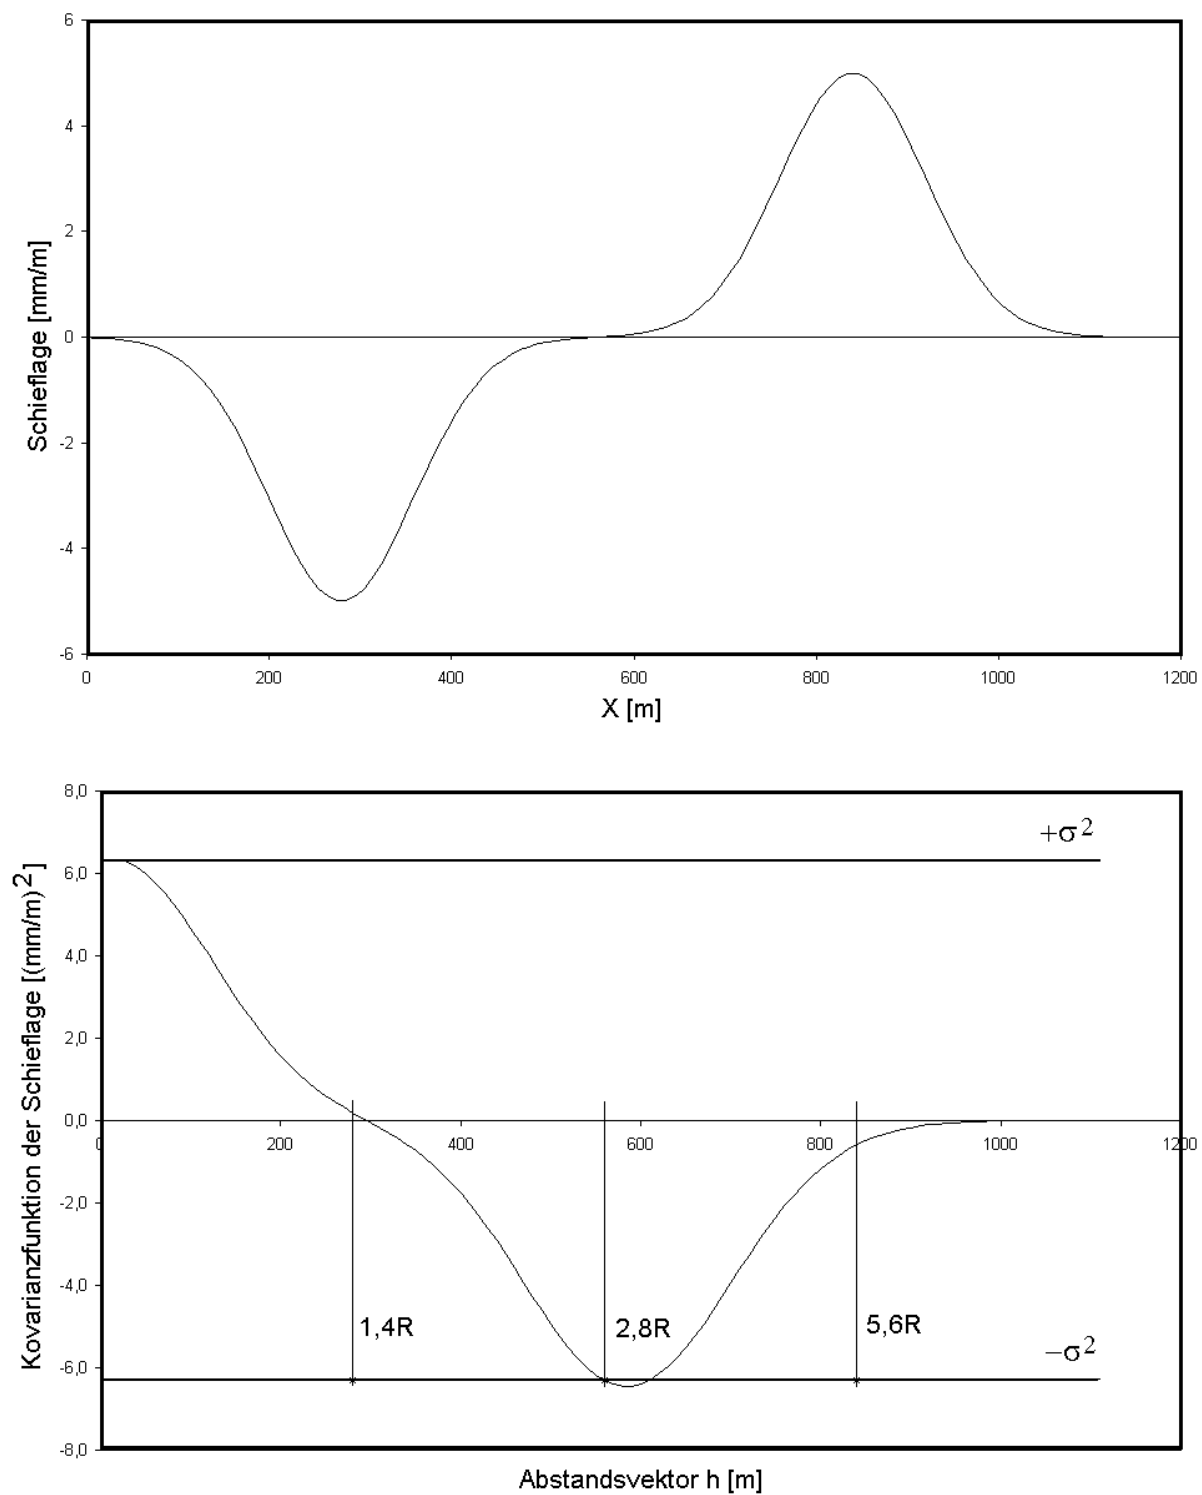 6
4
2
0
-2
-4
-6
Schieflage [mm/m]
0 200 400 600 800 1000 1200
X [m]
8,0
6,0
4,0
2,0
0,0
-2,0
-4,0
-6,0
-8,0
Kovarianzfunktion der Schieflage [(mm/m)²]
+σ²
0 200 400 600 800 1000 1200
1,4R 2,8R 5,6R
−σ²
Abstandsvektor h [m]